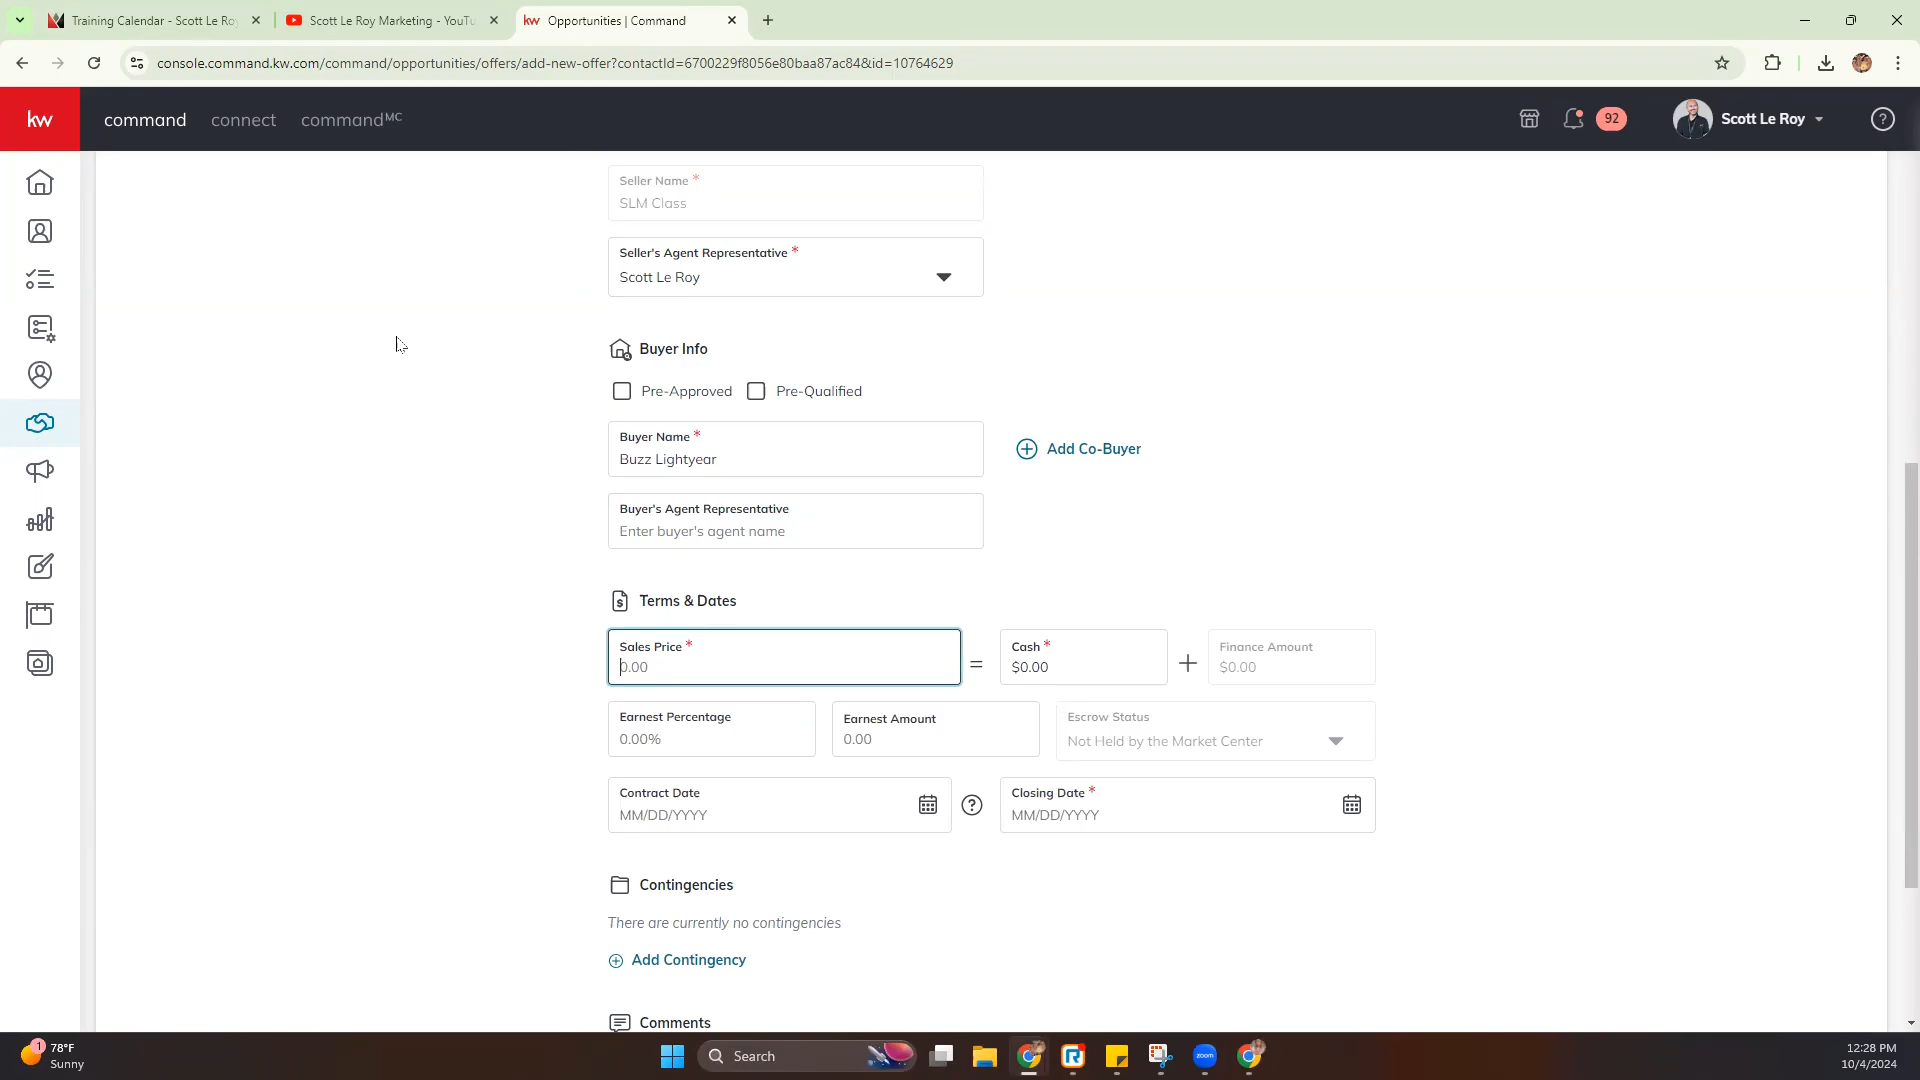 Training Calendar - Scott Le Ro
Scott Le Roy Marketing - YouTu
kw Opportunities | Command
console.command.kw.com/command/opportunities/offers/add-new-offer?contactId=6700229f8056e80baa87ac84&id=10764629
kw
command
connect
commandMC
92
Scott Le Roy
Seller Name *
SLM Class
Seller's Agent Representative *
Scott Le Roy
Buyer Info
Pre-Approved
Pre-Qualified
Buyer Name *
Buzz Lightyear
Add Co-Buyer
Buyer's Agent Representative
Enter buyer's agent name
Terms & Dates
Sales Price *
0.00
=
Cash *
$0.00
+
Finance Amount
$0.00
Earnest Percentage
0.00%
Earnest Amount
0.00
Escrow Status
Not Held by the Market Center
Contract Date
MM/DD/YYYY
?
Closing Date *
MM/DD/YYYY
Contingencies
There are currently no contingencies
Add Contingency
Comments
1
78°F
Sunny
Search
zoom
12:28 PM
10/4/2024